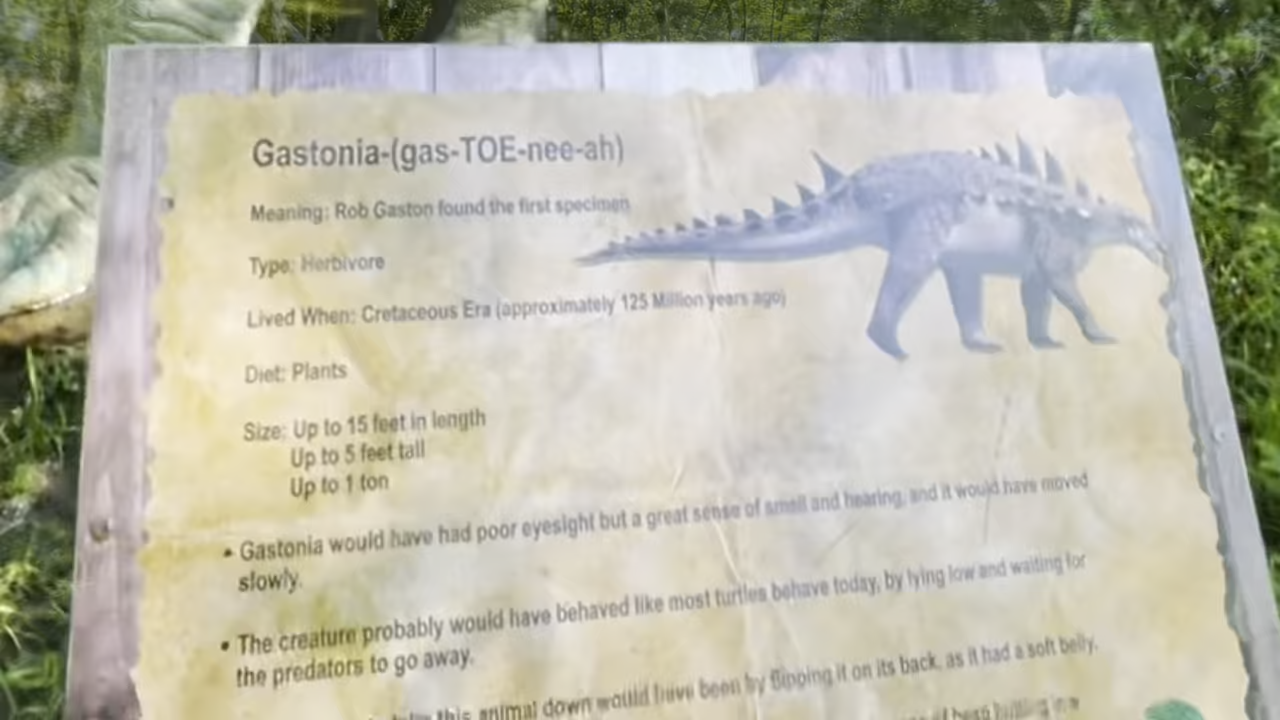 Gastonia-(gas-TOE-nee-ah)
Meaning: Rob Gaston found the first specimen
Type: Herbivore
Lived When: Cretaceous Era (approximately 125 Million years ago)
Diet: Plants
Size: Up to 15 feet in length
Up to 5 feet tall
Up to 1 ton
• Gastonia would have had poor eyesight but a great sense of smell and hearing, and it would have moved
slowly.
• The creature probably would have behaved like most turtles behave today, by lying low and waiting for
the predators to go away.
this animal down would have been by flipping it on its back, as it had a soft belly.